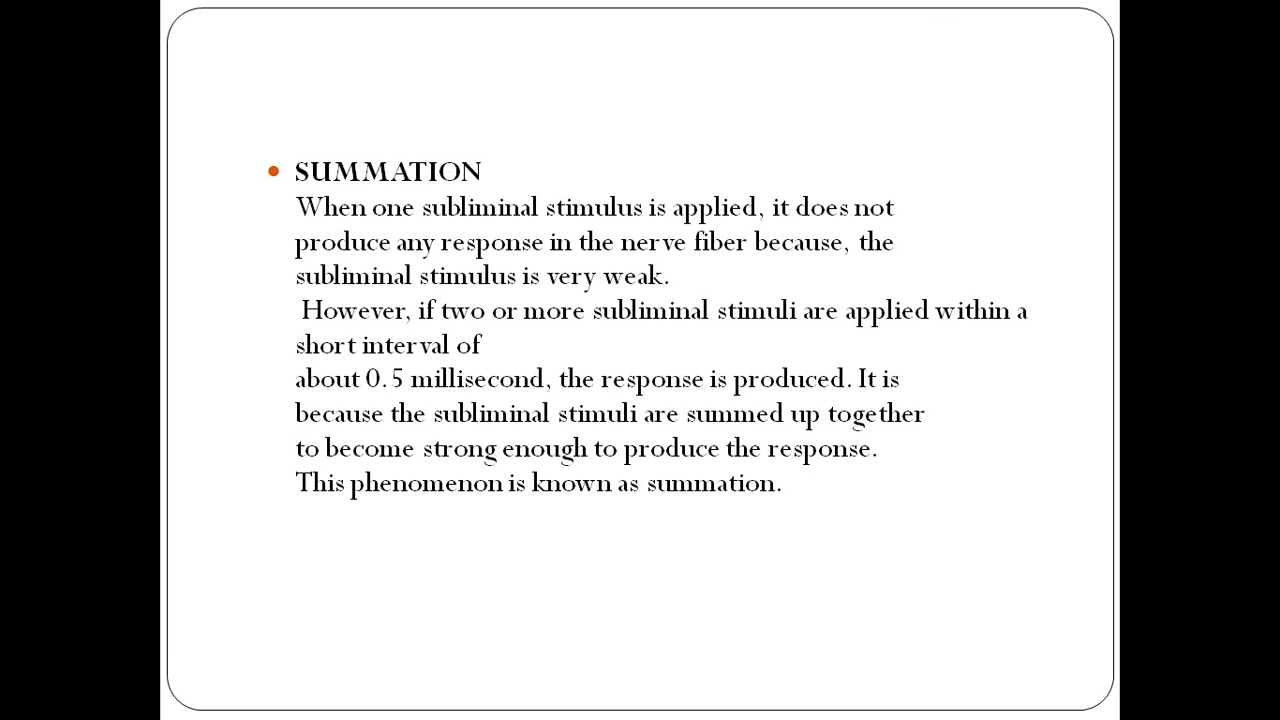 SUMMATION
When one subliminal stimulus is applied, it does not
produce any response in the nerve fiber because, the
subliminal stimulus is very weak.
However, if two or more subliminal stimuli are applied within a
short interval of
about 0.5 millisecond, the response is produced. It is
because the subliminal stimuli are summed up together
to become strong enough to produce the response.
This phenomenon is known as summation.